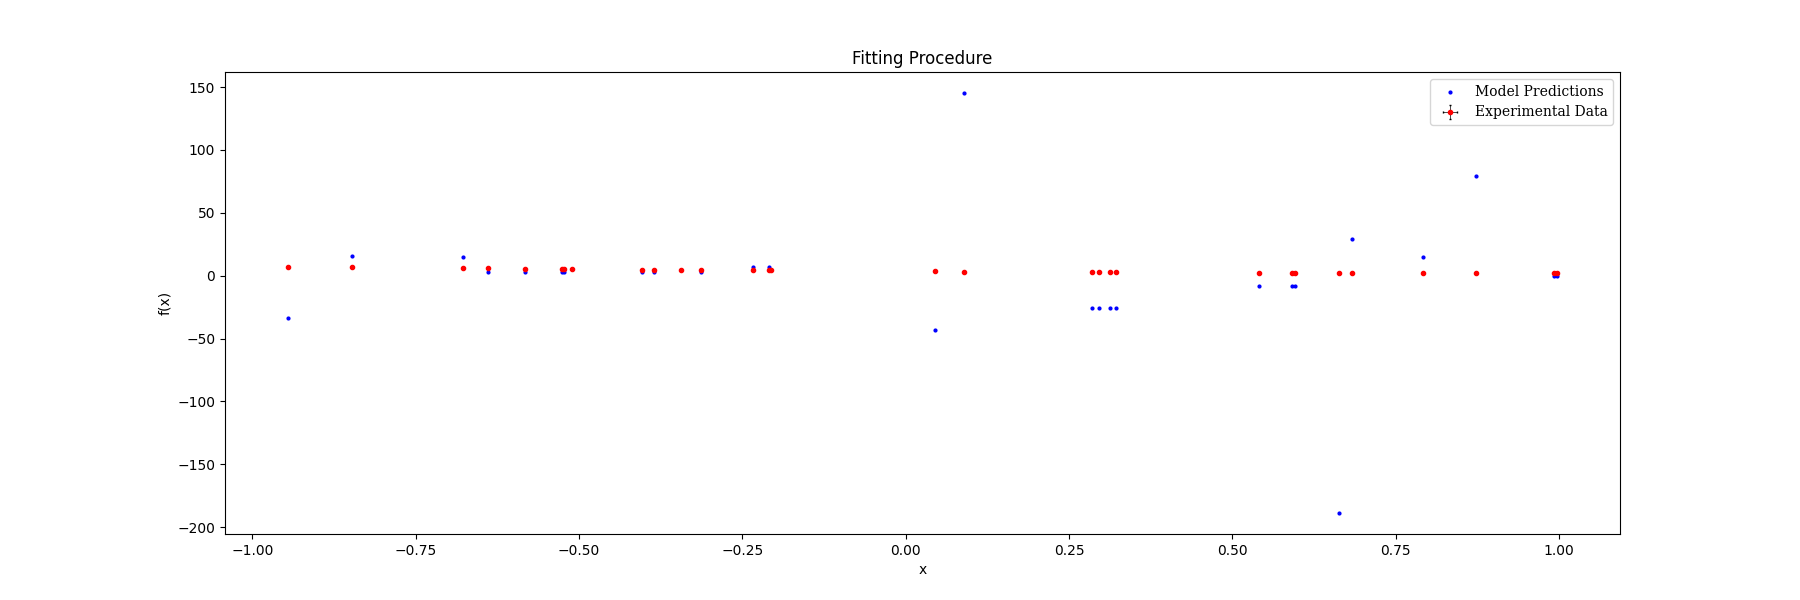 Fitting Procedure
Model Predictions
Experimental Data
150
100
50
0
−50
−100
−150
−200
f(x)
−1.00 −0.75 −0.50 −0.25 0.00 0.25 0.50 0.75 1.00
x